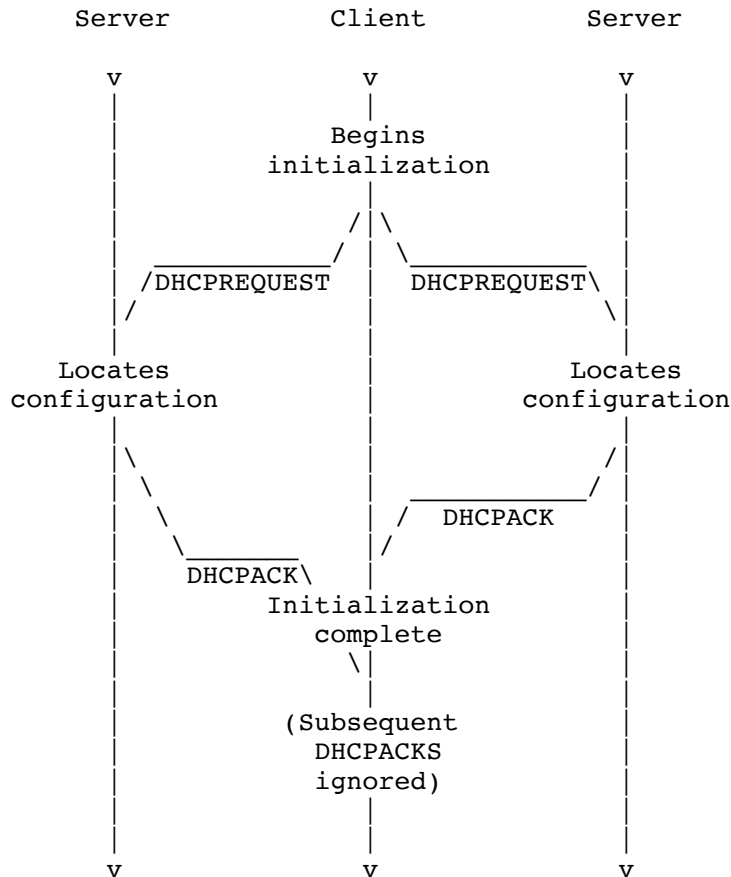 Server Client Server
v v v
Begins
initialization
DHCPREQUEST DHCPREQUEST
Locates Locates
configuration configuration
DHCPACK
DHCPACK
Initialization
complete
(Subsequent
DHCPACKS
ignored)
v v v